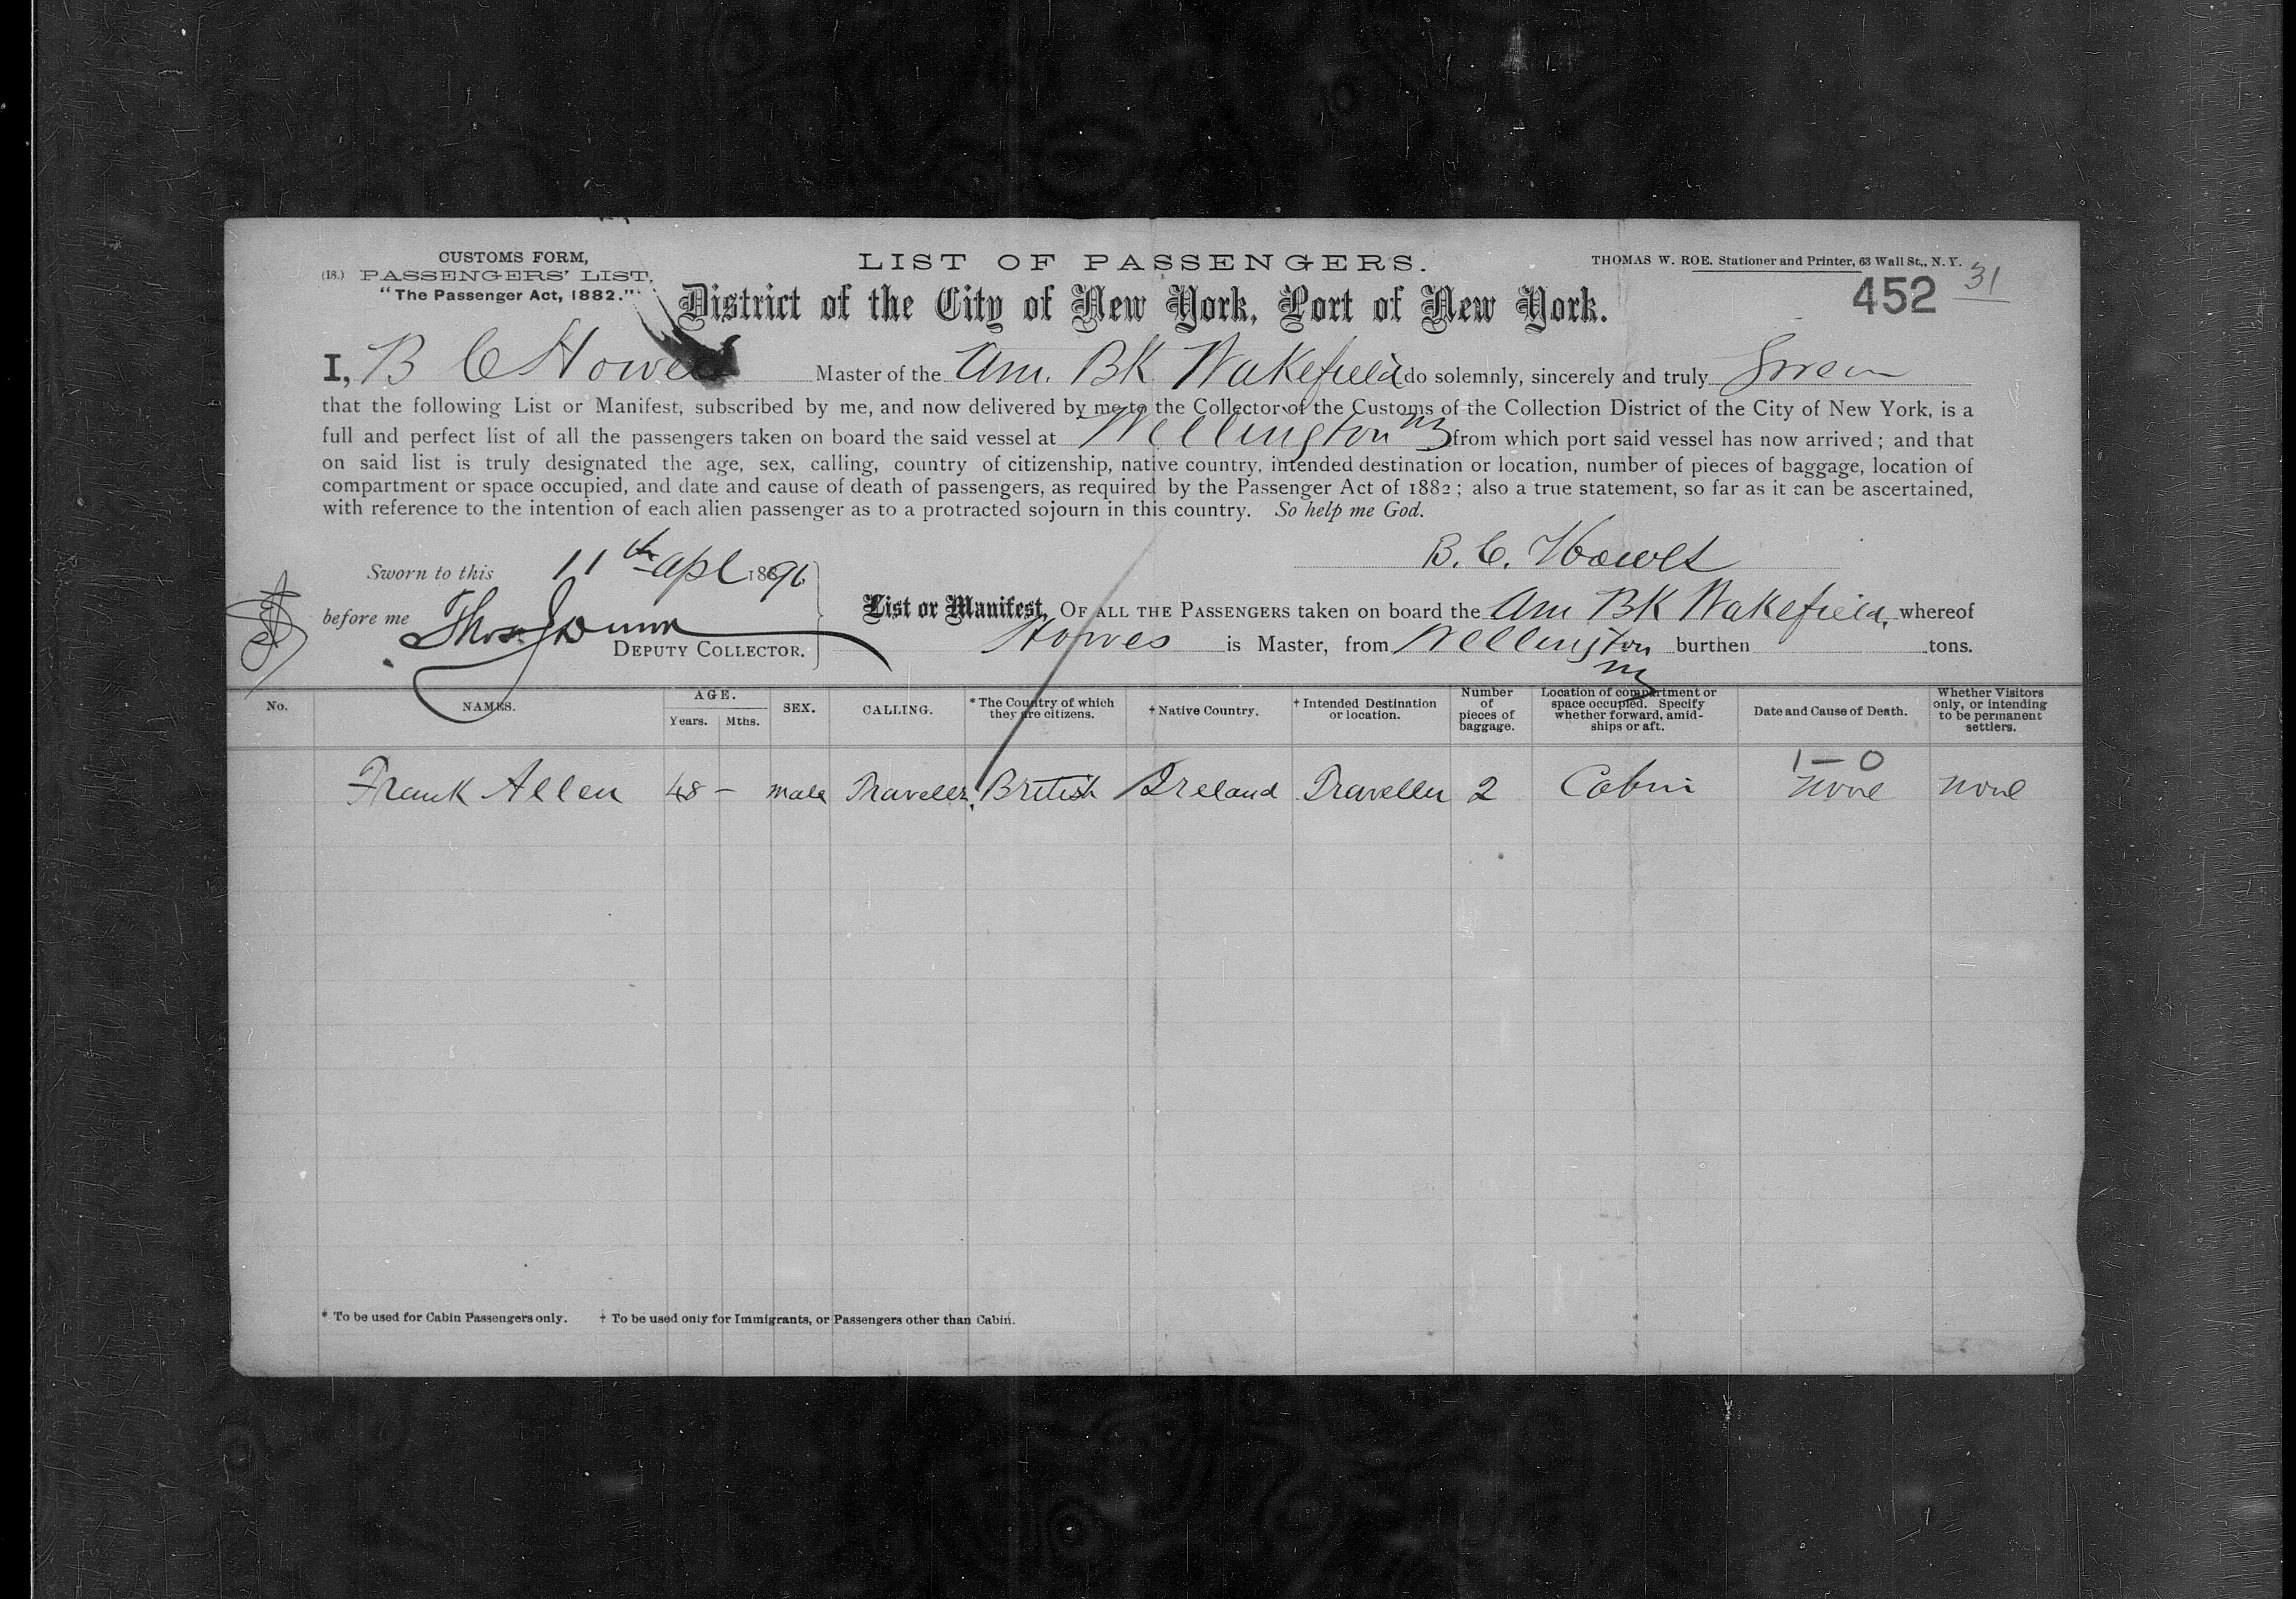 CUSTOMS FORM,
(18.) PASSENGERS' LIST,
"The Passenger Act, 1882."
LIST OF PASSENGERS.
THOMAS W. ROE. Stationer and Printer, 63 Wall St., N. Y.
District of the City of New York, Port of New York.
452 31
I, B C Howes Master of the Am. BK Wakefield do solemnly, sincerely and truly Swear
that the following List or Manifest, subscribed by me, and now delivered by me to the Collector of the Customs of the Collection District of the City of New York, is a
full and perfect list of all the passengers taken on board the said vessel at Wellington NZ from which port said vessel has now arrived; and that
on said list is truly designated the age, sex, calling, country of citizenship, native country, intended destination or location, number of pieces of baggage, location of
compartment or space occupied, and date and cause of death of passengers, as required by the Passenger Act of 1882; also a true statement, so far as it can be ascertained,
with reference to the intention of each alien passenger as to a protracted sojourn in this country. So help me God.
B. C. Howes
Sworn to this 11th apl 1891
before me Thos J Dunn
DEPUTY COLLECTOR.
List or Manifest, OF ALL THE PASSENGERS taken on board the Am BK Wakefield, whereof
Howes is Master, from Wellington NZ burthen tons.
No. NAMES. AGE. Years. Mths. SEX. CALLING. * The Country of which they are citizens. † Native Country. † Intended Destination or location. Number of pieces of baggage. Location of compartment or space occupied. Specify whether forward, amidships or aft. Date and Cause of Death. Whether Visitors only, or intending to be permanent settlers.
1 — 0
Frank Allen 48 – male Traveler British Ireland Traveller 2 Cabin none none
* To be used for Cabin Passengers only. † To be used only for Immigrants, or Passengers other than Cabin.